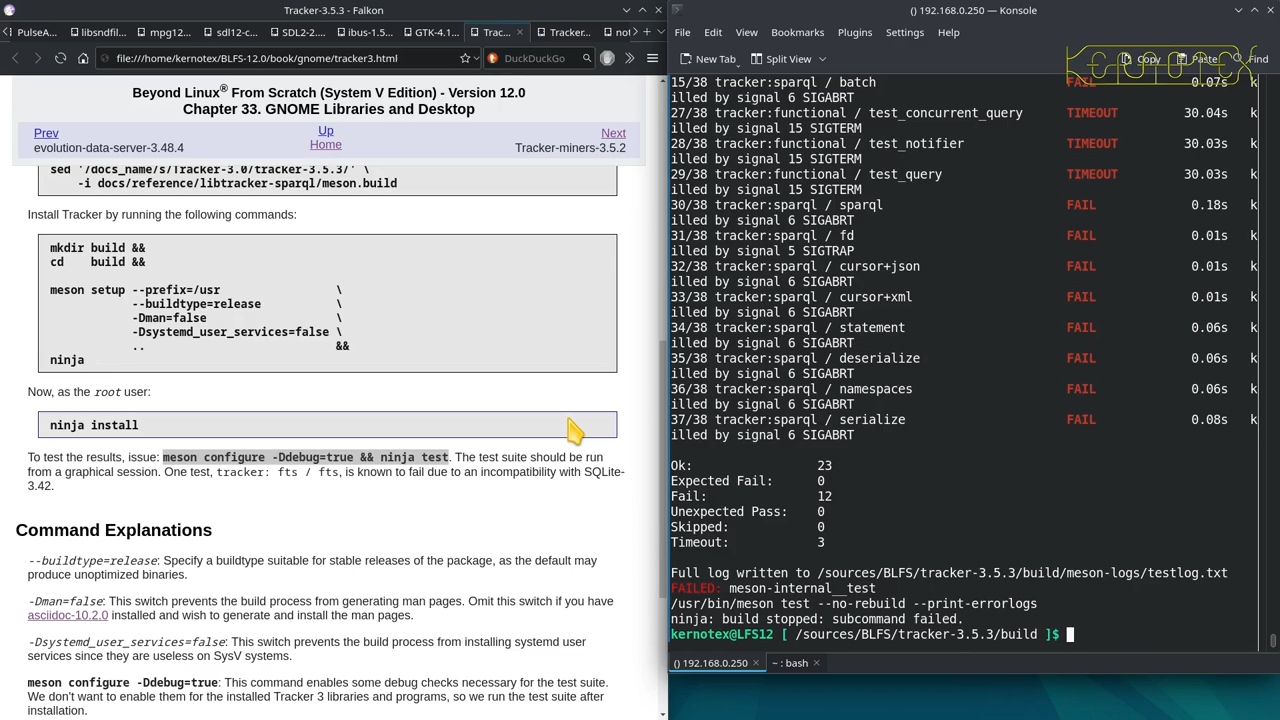 Tracker-3.5.3 — Falkon
PulseA...
libsndfil...
mpg12...
sdl12-c...
SDL2-2....
ibus-1.5...
GTK-4.1...
Trac...
Tracker...
file:///home/kernotex/BLFS-12.0/book/gnome/tracker3.html
DuckDuckGo
Beyond Linux® From Scratch (System V Edition) - Version 12.0
Chapter 33. GNOME Libraries and Desktop
Prev
Up
Next
evolution-data-server-3.48.4
Home
Tracker-miners-3.5.2
sed '/docs_name/s/Tracker-3.0/tracker-3.5.3/' \
-i docs/reference/libtracker-sparql/meson.build
Install Tracker by running the following commands:
mkdir build &&
cd    build &&
meson setup --prefix=/usr \
--buildtype=release \
-Dman=false \
-Dsystemd_user_services=false \
.. &&
ninja
Now, as the root user:
ninja install
To test the results, issue: meson configure -Ddebug=true && ninja test. The test suite should be run
from a graphical session. One test, tracker: fts / fts, is known to fail due to an incompatibility with SQLite-
3.42.
Command Explanations
--buildtype=release: Specify a buildtype suitable for stable releases of the package, as the default may
produce unoptimized binaries.
-Dman=false: This switch prevents the build process from generating man pages. Omit this switch if you have
asciidoc-10.2.0 installed and wish to generate and install the man pages.
-Dsystemd_user_services=false: This switch prevents the build process from installing systemd user
services since they are useless on SysV systems.
meson configure -Ddebug=true: This command enables some debug checks necessary for the test suite.
We don't want to enable them for the installed Tracker 3 libraries and programs, so we run the test suite after
installation.
() 192.168.0.250 — Konsole
File Edit View Bookmarks Plugins Settings Help
New Tab Split View Copy Paste Find
kernotex
15/38 tracker:sparql / batch FAIL 0.07s k
illed by signal 6 SIGABRT
27/38 tracker:functional / test_concurrent_query TIMEOUT 30.04s k
illed by signal 15 SIGTERM
28/38 tracker:functional / test_notifier TIMEOUT 30.03s k
illed by signal 15 SIGTERM
29/38 tracker:functional / test_query TIMEOUT 30.03s k
illed by signal 15 SIGTERM
30/38 tracker:sparql / sparql FAIL 0.18s k
illed by signal 6 SIGABRT
31/38 tracker:sparql / fd FAIL 0.01s k
illed by signal 5 SIGTRAP
32/38 tracker:sparql / cursor+json FAIL 0.01s k
illed by signal 6 SIGABRT
33/38 tracker:sparql / cursor+xml FAIL 0.01s k
illed by signal 6 SIGABRT
34/38 tracker:sparql / statement FAIL 0.06s k
illed by signal 6 SIGABRT
35/38 tracker:sparql / deserialize FAIL 0.06s k
illed by signal 6 SIGABRT
36/38 tracker:sparql / namespaces FAIL 0.06s k
illed by signal 6 SIGABRT
37/38 tracker:sparql / serialize FAIL 0.08s k
illed by signal 6 SIGABRT
Ok: 23
Expected Fail: 0
Fail: 12
Unexpected Pass: 0
Skipped: 0
Timeout: 3
Full log written to /sources/BLFS/tracker-3.5.3/build/meson-logs/testlog.txt
FAILED: meson-internal__test
/usr/bin/meson test --no-rebuild --print-errorlogs
ninja: build stopped: subcommand failed.
kernotex@LFS12 [ /sources/BLFS/tracker-3.5.3/build ]$
() 192.168.0.250
~ : bash